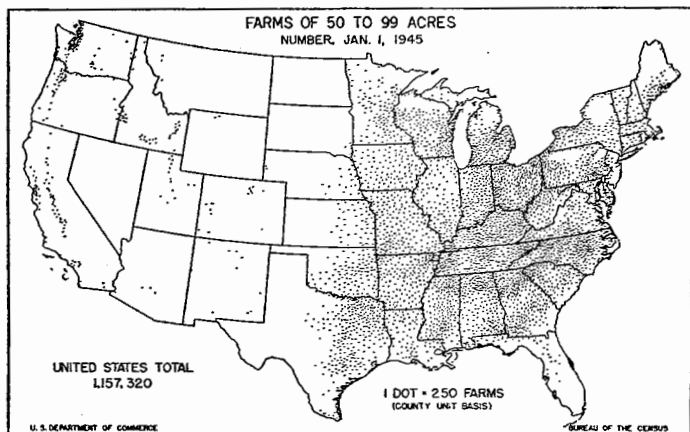 FARMS OF 50 TO 99 ACRES
NUMBER, JAN. 1, 1945
UNITED STATES TOTAL
1,157,320
1 DOT = 250 FARMS
(COUNTY UNIT BASIS)
U. S. DEPARTMENT OF COMMERCE
BUREAU OF THE CENSUS